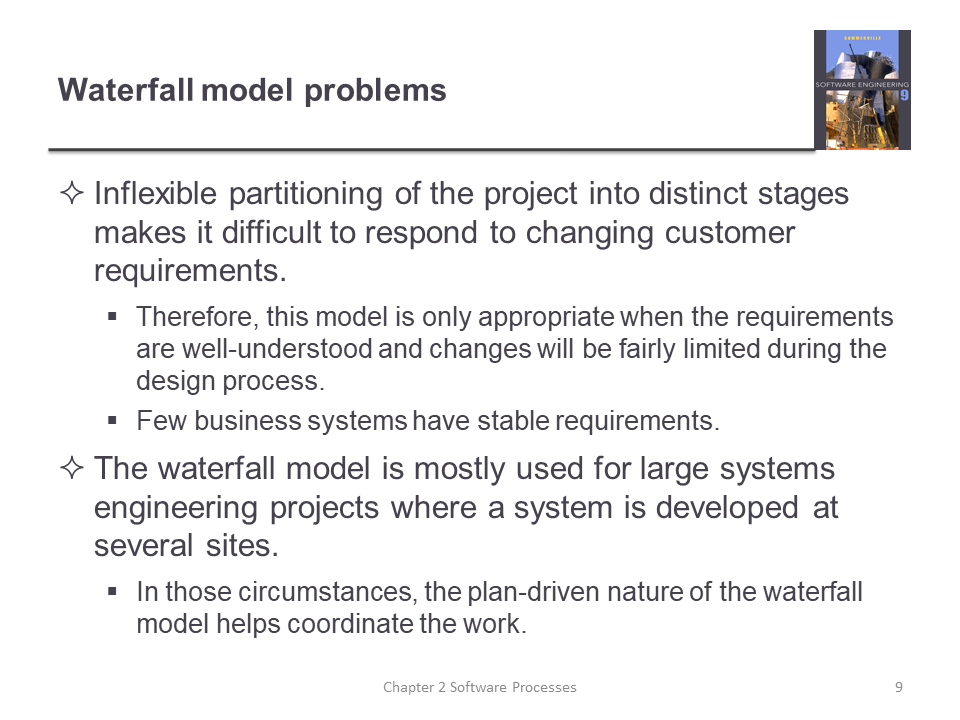 Waterfall model problems
SOMMERVILLE
SOFTWARE ENGINEERING
9
✧ Inflexible partitioning of the project into distinct stages
makes it difficult to respond to changing customer
requirements.
▪ Therefore, this model is only appropriate when the requirements
are well-understood and changes will be fairly limited during the
design process.
▪ Few business systems have stable requirements.
✧ The waterfall model is mostly used for large systems
engineering projects where a system is developed at
several sites.
▪ In those circumstances, the plan-driven nature of the waterfall
model helps coordinate the work.
Chapter 2 Software Processes
9